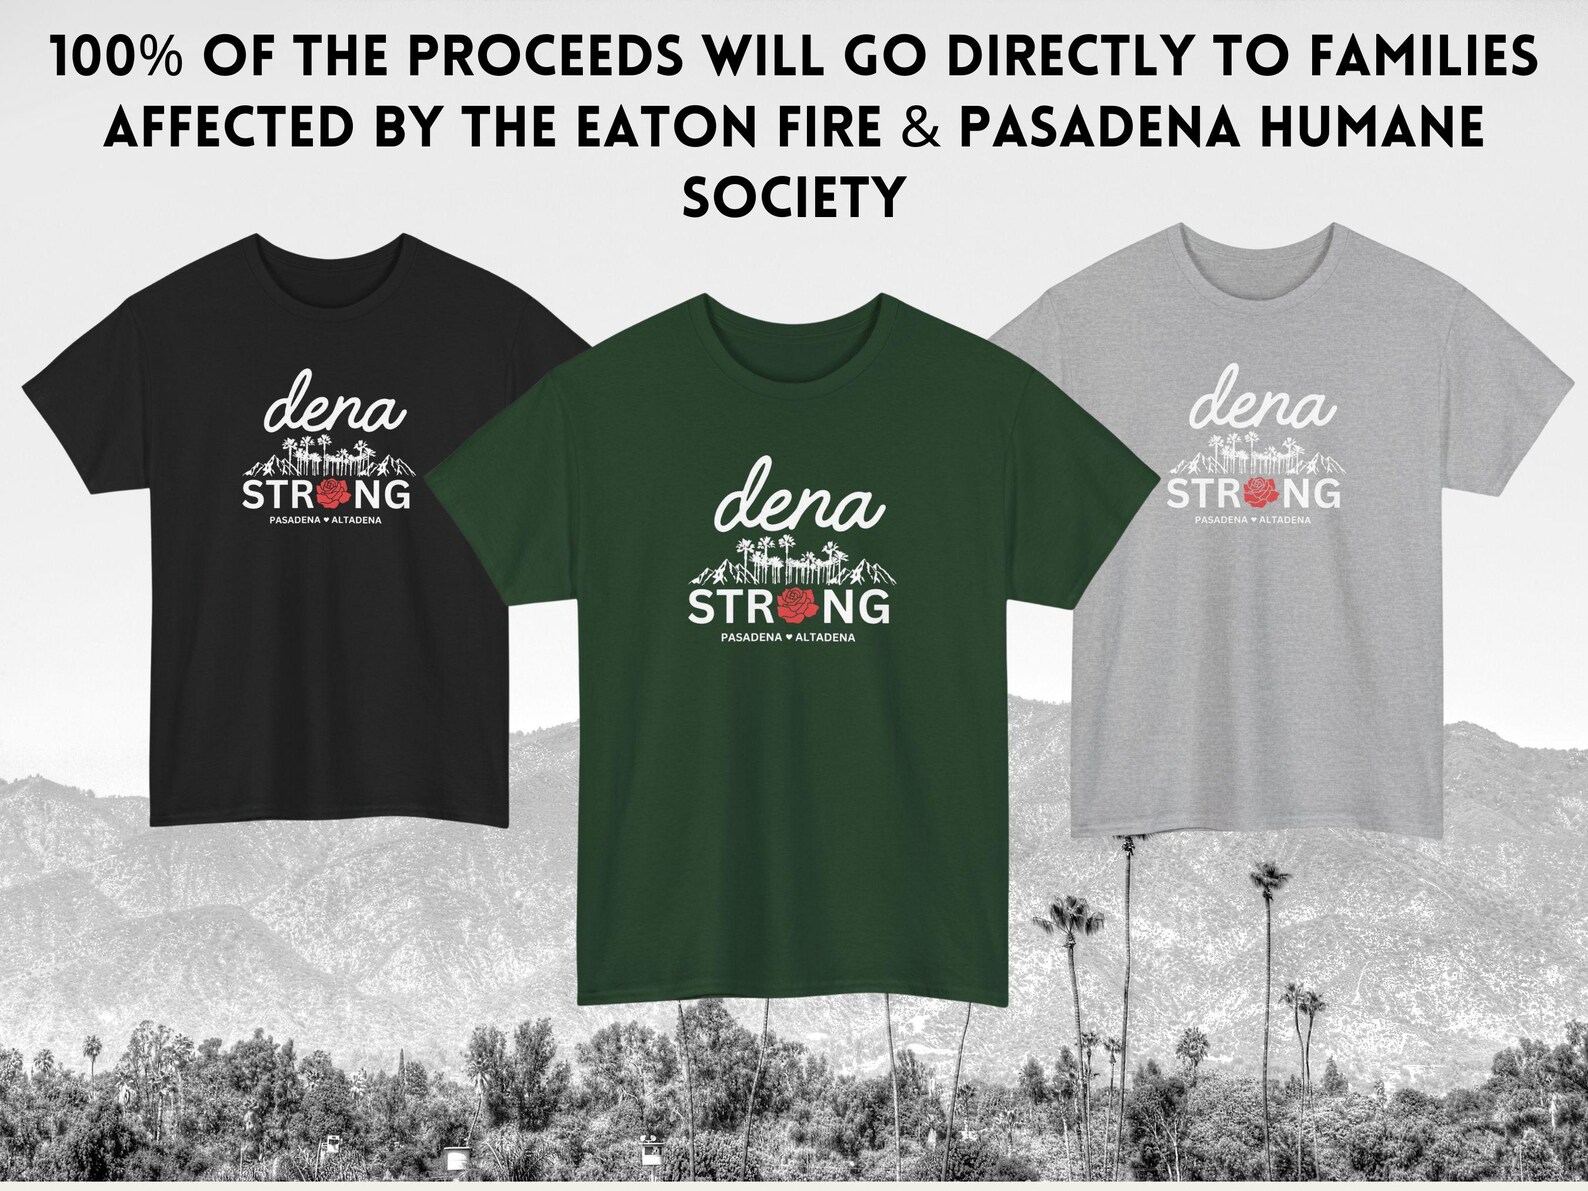 100% OF THE PROCEEDS WILL GO DIRECTLY TO FAMILIES
AFFECTED BY THE EATON FIRE & PASADENA HUMANE
SOCIETY
dena
STRONG
PASADENA ♥ ALTADENA
dena
STRONG
PASADENA ♥ ALTADENA
dena
STRONG
PASADENA ♥ ALTADENA